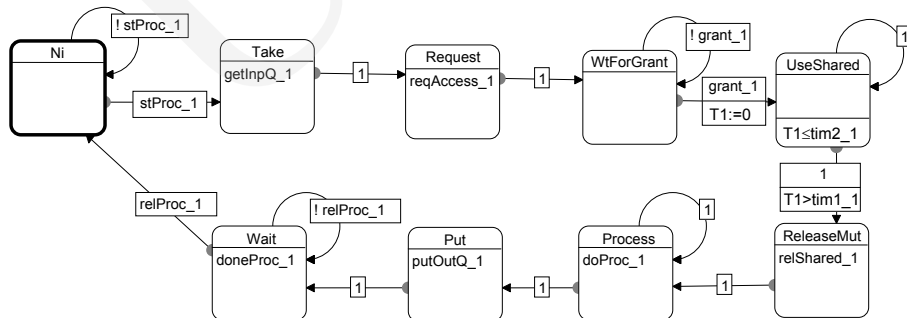 ! stProc_1
Ni
stProc_1
Take
getInpQ_1
1
Request
reqAccess_1
1
! grant_1
WtForGrant
grant_1
T1:=0
1
UseShared
T1≤tim2_1
1
T1>tim1_1
relProc_1
! relProc_1
Wait
doneProc_1
1
Put
putOutQ_1
1
1
Process
doProc_1
1
ReleaseMut
relShared_1